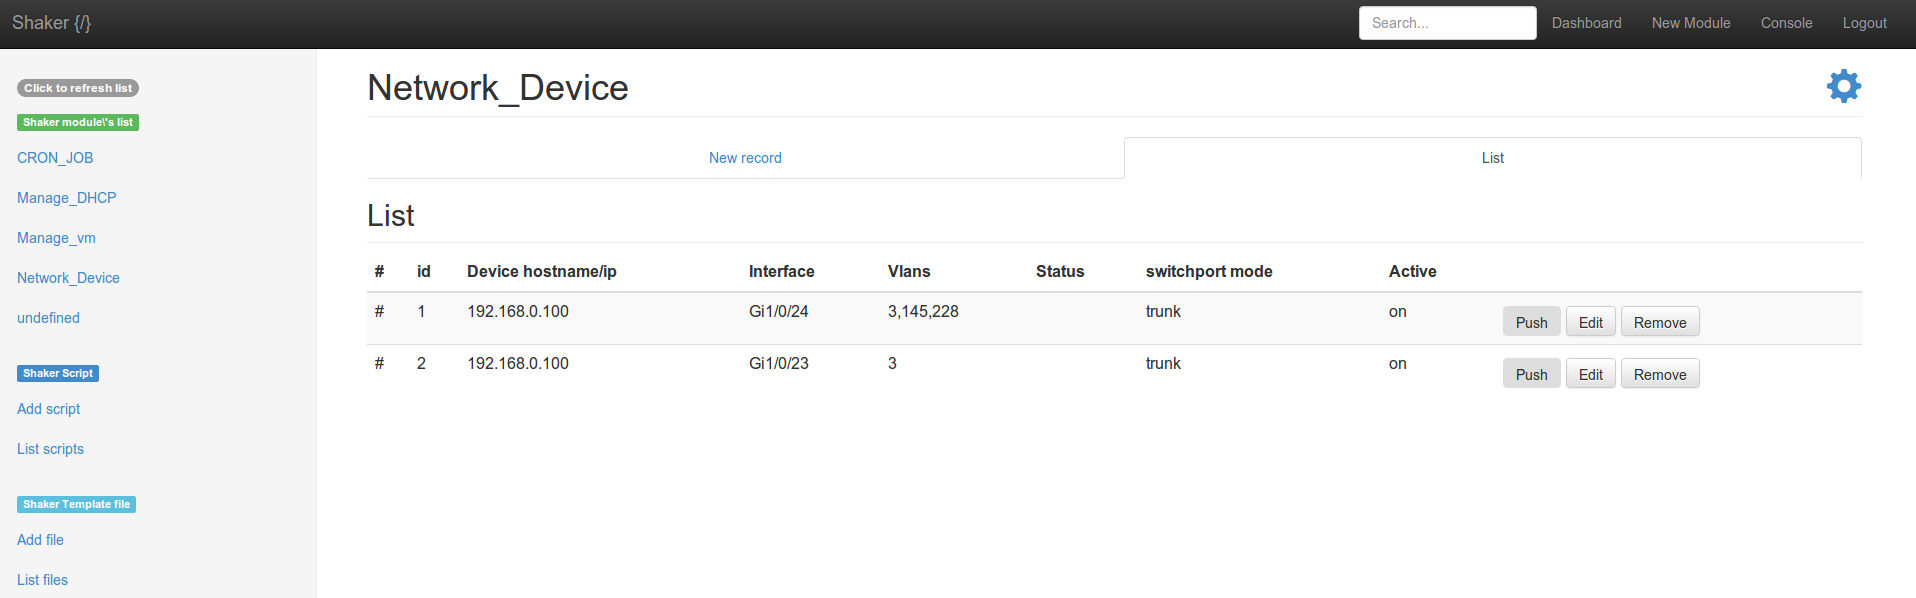 Shaker {/}
Search...
Dashboard
New Module
Console
Logout
Click to refresh list
Shaker module\'s list
CRON_JOB
Manage_DHCP
Manage_vm
Network_Device
undefined
Shaker Script
Add script
List scripts
Shaker Template file
Add file
List files
Network_Device
New record
List
List
# id Device hostname/ip Interface Vlans Status switchport mode Active
# 1 192.168.0.100 Gi1/0/24 3,145,228 trunk on Push Edit Remove
# 2 192.168.0.100 Gi1/0/23 3 trunk on Push Edit Remove